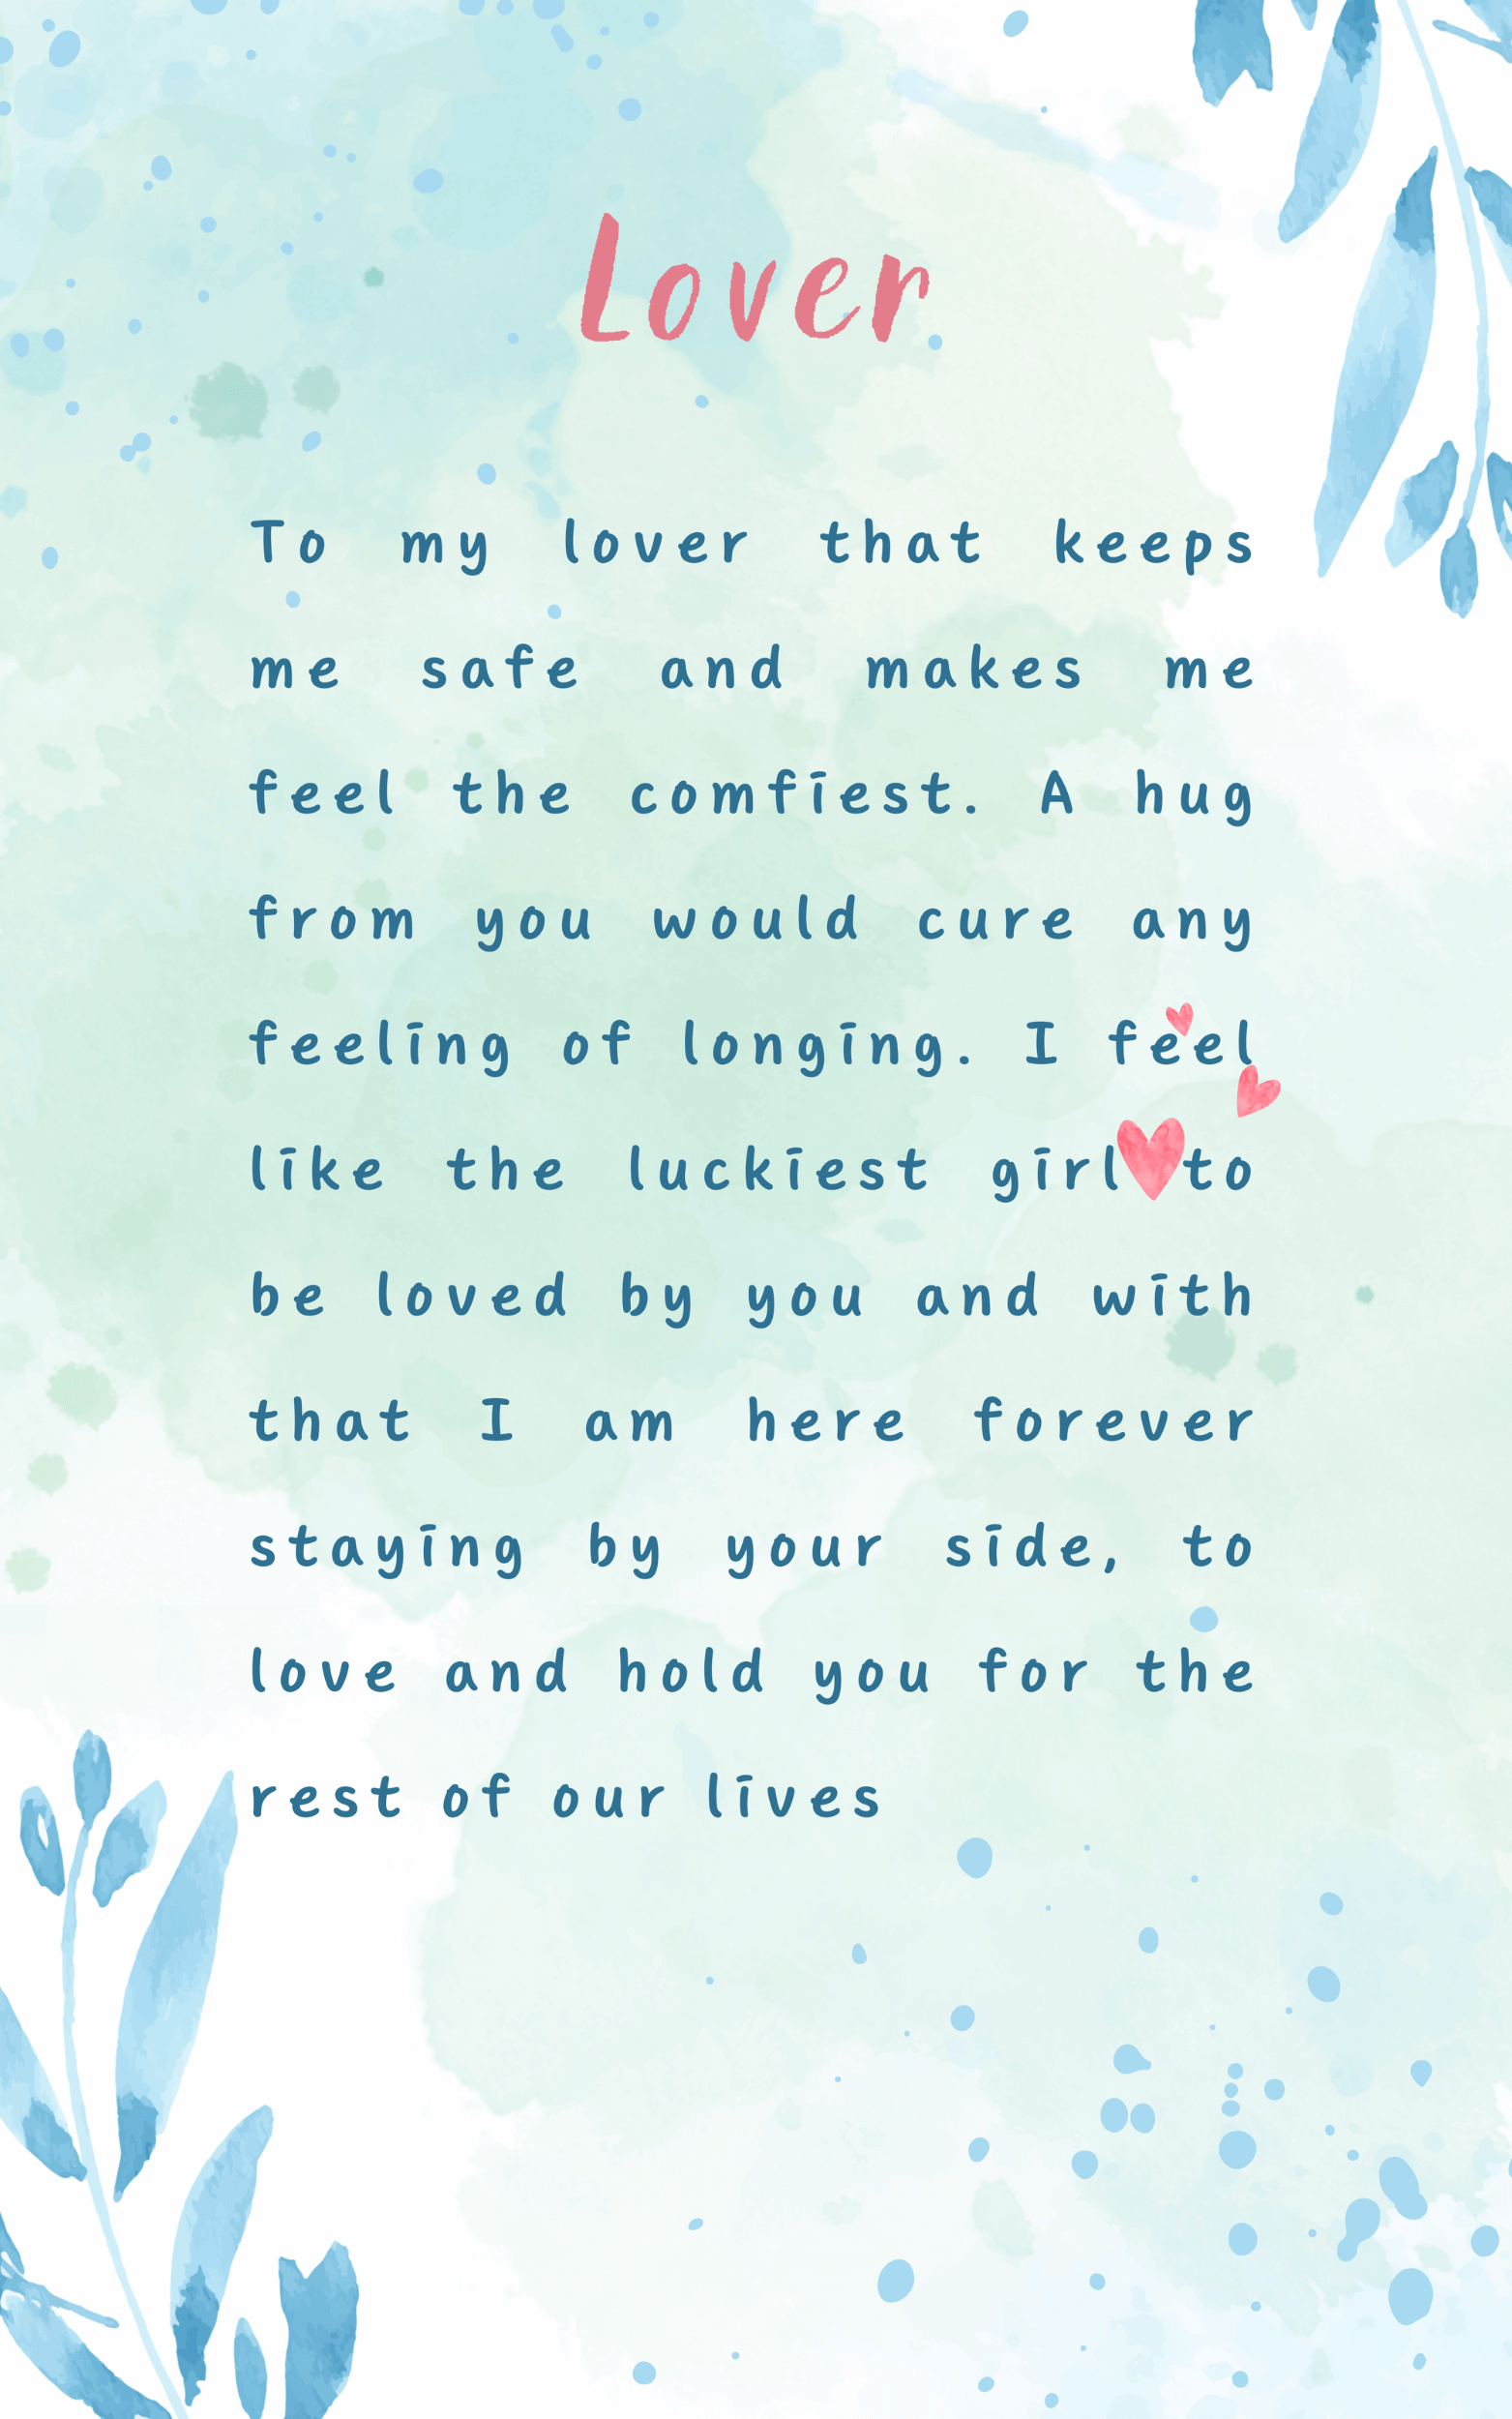 Lover
To my lover that keeps
me safe and makes me
feel the comfiest. A hug
from you would cure any
feeling of longing. I feel
like the luckiest girl to
be loved by you and with
that I am here forever
staying by your side, to
love and hold you for the
rest of our lives